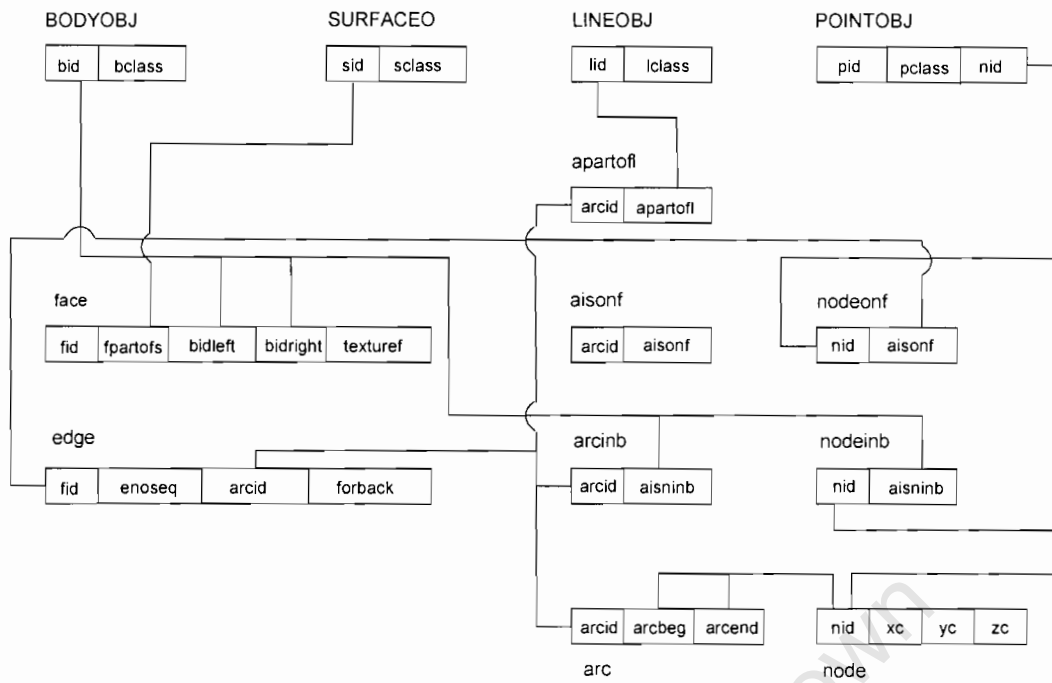 BODYOBJ SURFACEO LINEOBJ POINTOBJ
bid bclass sid sclass lid lclass pid pclass nid
apartofl
arcid apartofl
face aisonf nodeonf
fid fpartofs bidleft bidright texturef arcid aisonf nid aisonf
edge arcinb nodeinb
fid enoseq arcid forback arcid aisninb nid aisninb
arcid arcbeg arcend nid xc yc zc
arc node